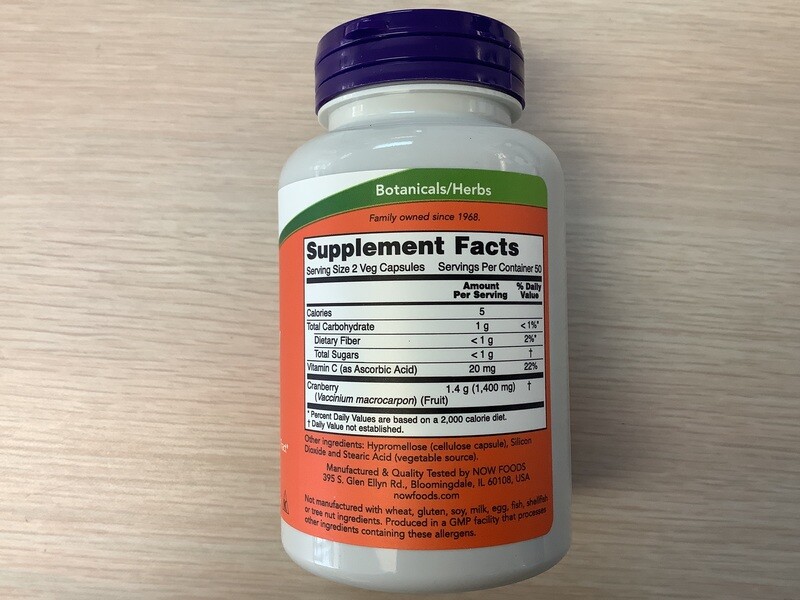 Botanicals/Herbs
Family owned since 1968.
Supplement Facts
Serving Size 2 Veg Capsules Servings Per Container 50
Amount Per Serving % Daily Value
Calories 5
Total Carbohydrate 1 g < 1%*
Dietary Fiber < 1 g 2%*
Total Sugars < 1 g †
Vitamin C (as Ascorbic Acid) 20 mg 22%
Cranberry 1.4 g (1,400 mg) †
(Vaccinium macrocarpon) (Fruit)
* Percent Daily Values are based on a 2,000 calorie diet.
† Daily Value not established.
Other ingredients: Hypromellose (cellulose capsule), Silicon
Dioxide and Stearic Acid (vegetable source).
Manufactured & Quality Tested by NOW FOODS
395 S. Glen Ellyn Rd., Bloomingdale, IL 60108, USA
nowfoods.com
Not manufactured with wheat, gluten, soy, milk, egg, fish, shellfish
or tree nut ingredients. Produced in a GMP facility that processes
other ingredients containing these allergens.